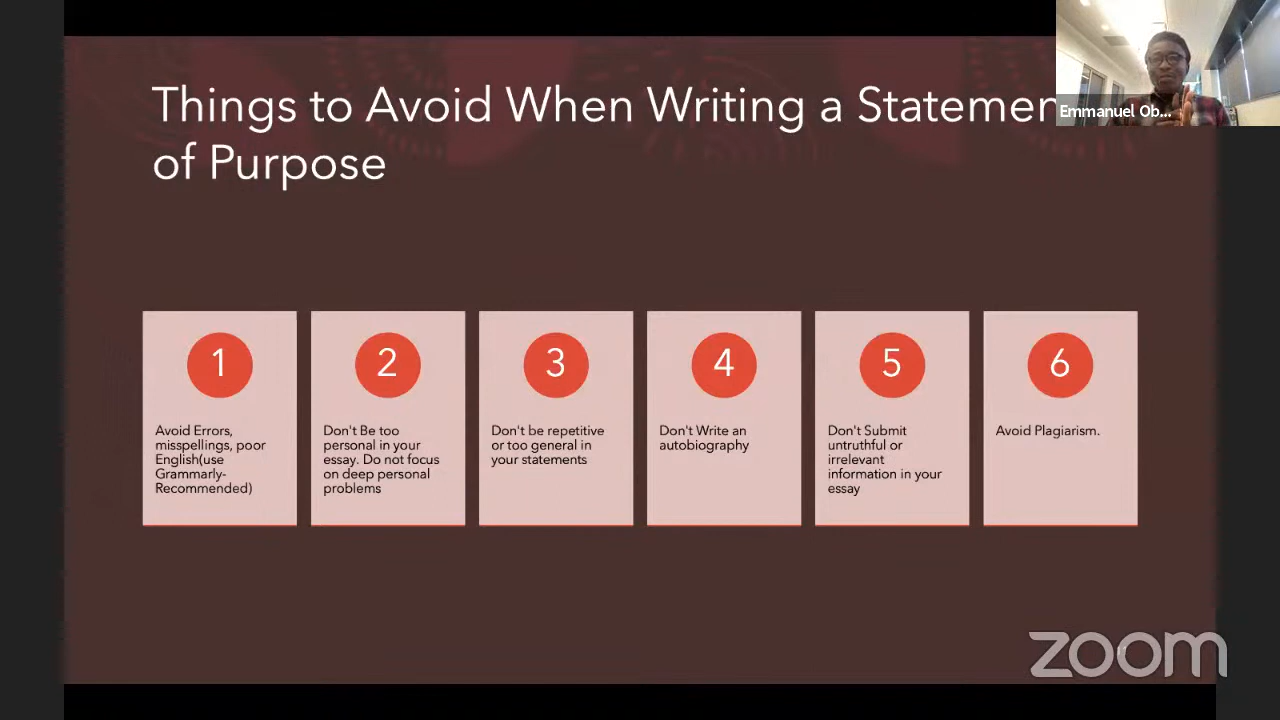 Things to Avoid When Writing a Statemen
of Purpose
Emmanuel Ob...
1
Avoid Errors,
misspellings, poor
English(use
Grammarly-
Recommended)
2
Don't Be too
personal in your
essay. Do not focus
on deep personal
problems
3
Don't be repetitive
or too general in
your statements
4
Don't Write an
autobiography
5
Don't Submit
untruthful or
irrelevant
information in your
essay
6
Avoid Plagiarism.
zoom